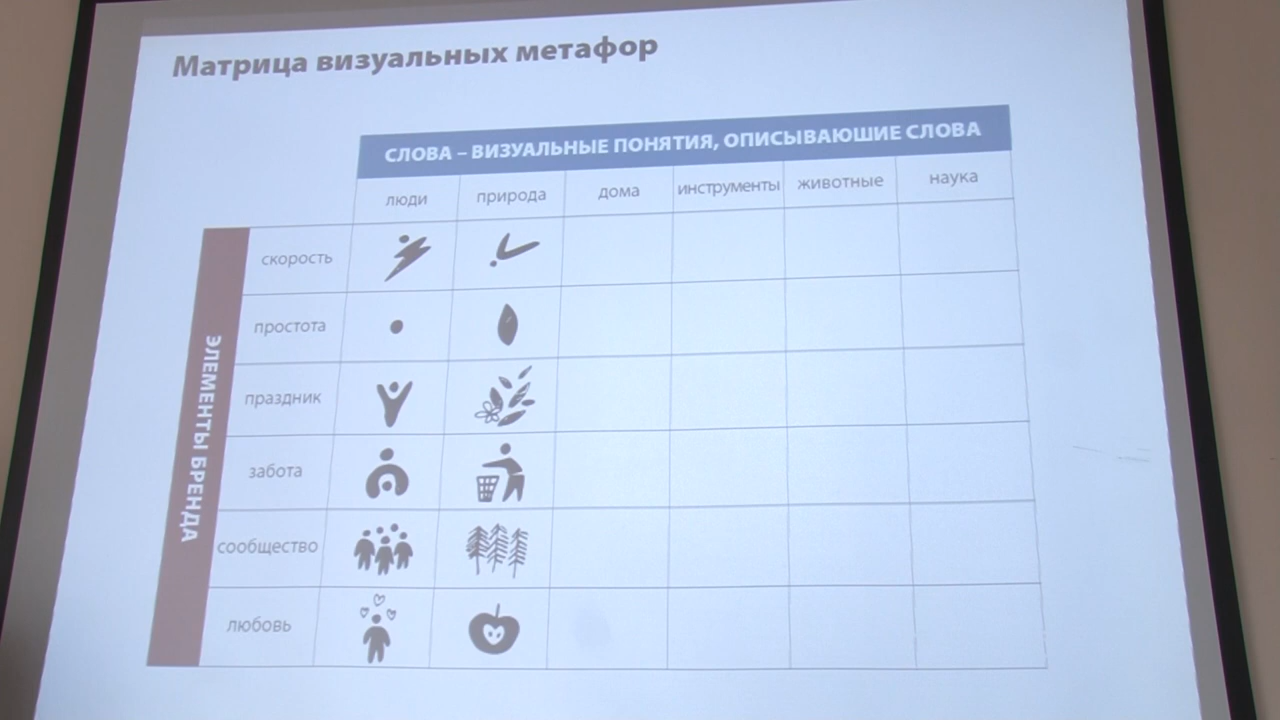 Матрица визуальных метафор
СЛОВА – ВИЗУАЛЬНЫЕ ПОНЯТИЯ, ОПИСЫВАЮШИЕ СЛОВА
люди природа дома инструменты животные наука
ЭЛЕМЕНТЫ БРЕНДА
скорость
простота
праздник
забота
сообщество
любовь